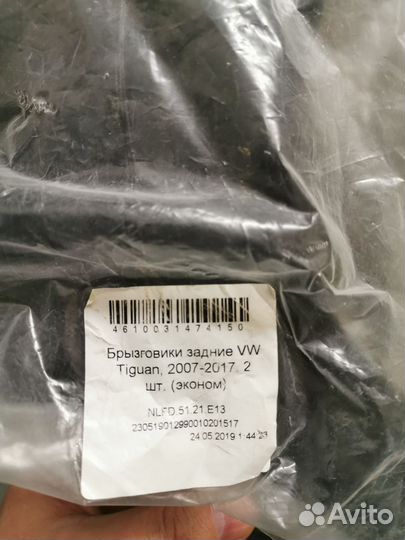 4610031474150
Брызговики задние VW
Tiguan, 2007-2017. 2
шт. (эконом)
NLFD.51.21.E13
230519012990010201517
24.05.2019 1:44:23
Avito